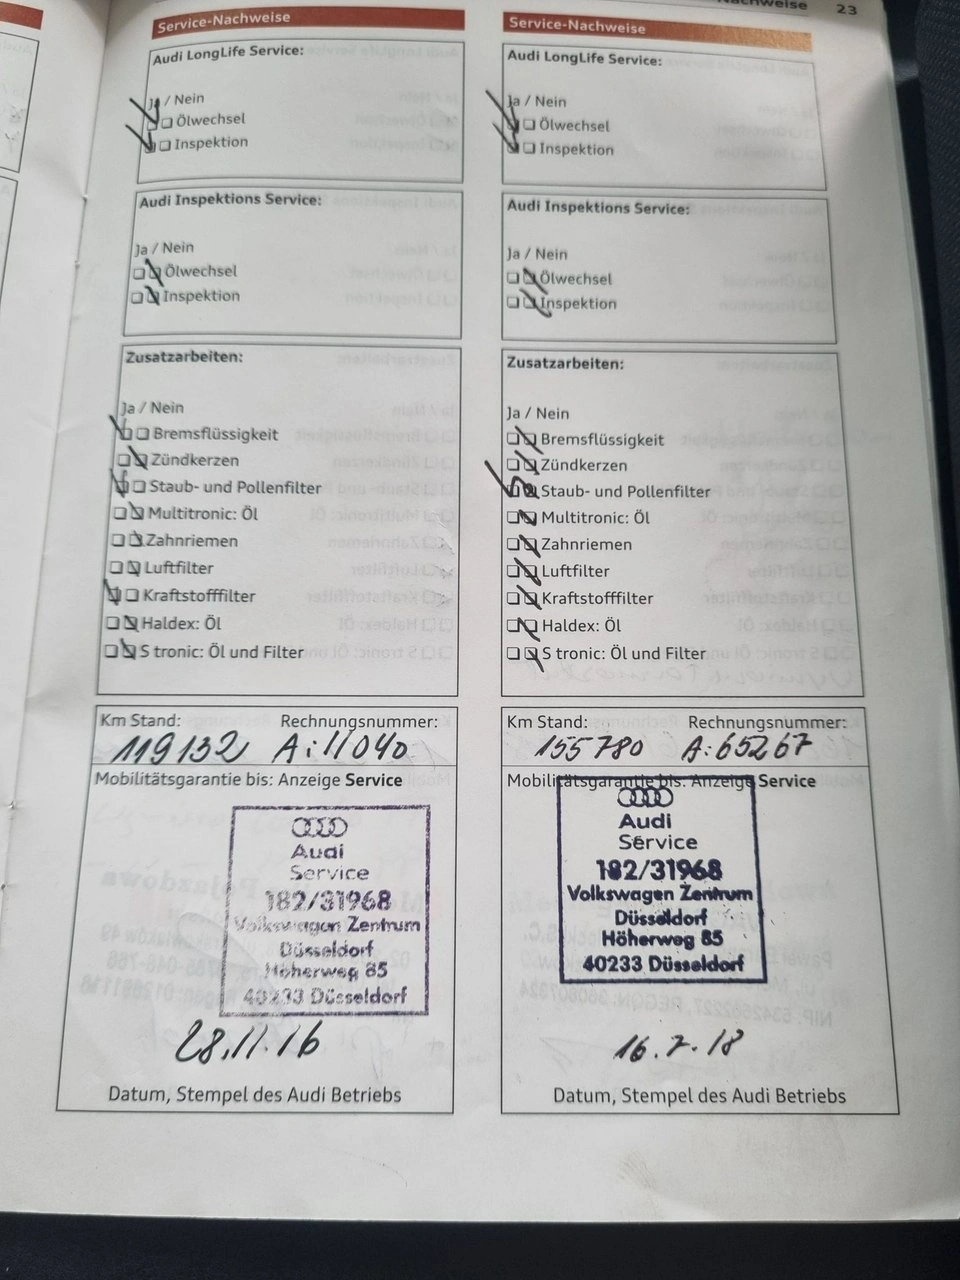 Nachweise 23
Service-Nachweise
Audi LongLife Service:
Ja / Nein
Ölwechsel
Inspektion
Audi Inspektions Service:
Ja / Nein
Ölwechsel
Inspektion
Zusatzarbeiten:
Ja / Nein
Bremsflüssigkeit
Zündkerzen
Staub- und Pollenfilter
Multitronic: Öl
Zahnriemen
Luftfilter
Kraftstofffilter
Haldex: Öl
S tronic: Öl und Filter
Km Stand: Rechnungsnummer:
119132 A:11040
Mobilitätsgarantie bis: Anzeige Service
Audi
Service
182/31968
Volkswagen Zentrum
Düsseldorf
Höherweg 85
40233 Düsseldorf
28.11.16
Datum, Stempel des Audi Betriebs
Service-Nachweise
Audi LongLife Service:
Ja / Nein
Ölwechsel
Inspektion
Audi Inspektions Service:
Ja / Nein
Ölwechsel
Inspektion
Zusatzarbeiten:
Ja / Nein
Bremsflüssigkeit
Zündkerzen
Staub- und Pollenfilter
Multitronic: Öl
Zahnriemen
Luftfilter
Kraftstofffilter
Haldex: Öl
S tronic: Öl und Filter
Km Stand: Rechnungsnummer:
155780 A:65267
Mobilitätsgarantie bis: Anzeige Service
Audi
Service
182/31968
Volkswagen Zentrum
Düsseldorf
Höherweg 85
40233 Düsseldorf
16.7.18
Datum, Stempel des Audi Betriebs